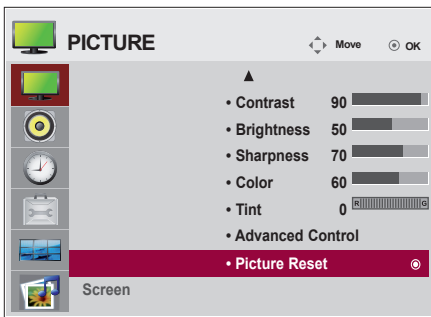 PICTURE
Move
OK
• Contrast 90
• Brightness 50
• Sharpness 70
• Color 60
• Tint 0 R G
• Advanced Control
• Picture Reset
Screen